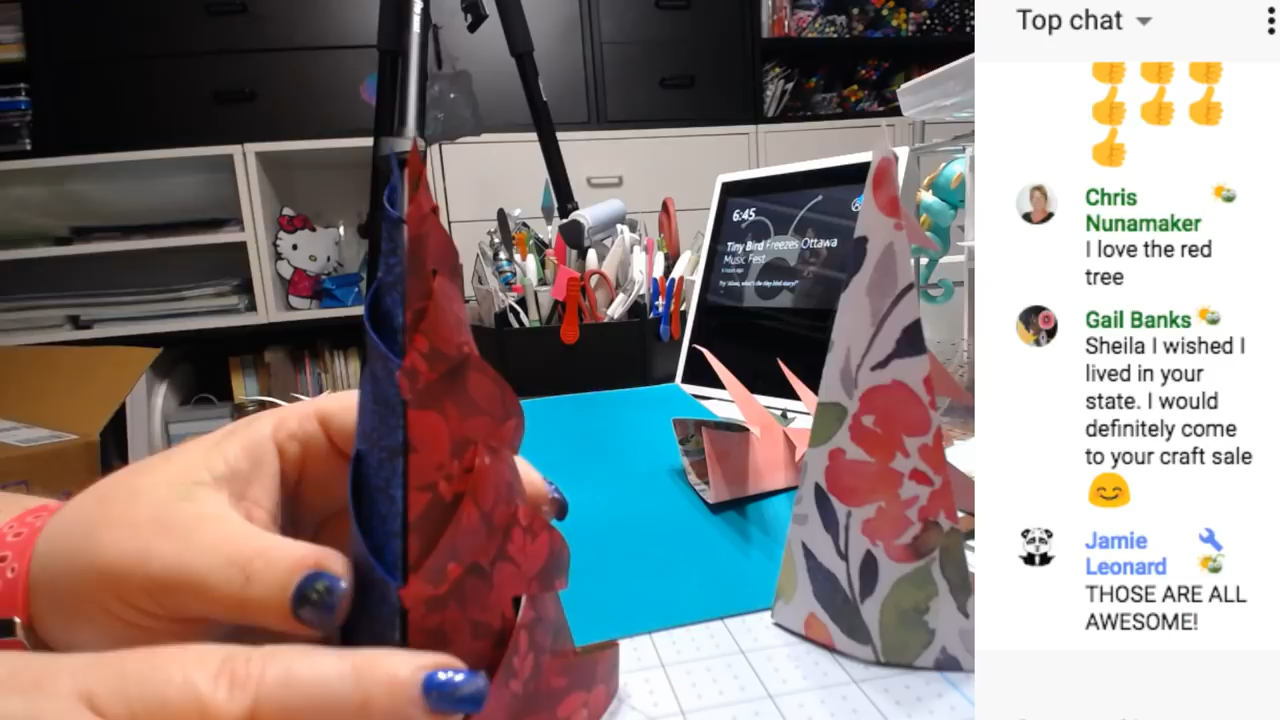 Top chat
Chris
Nunamaker
I love the red
tree
Gail Banks
Sheila I wished I
lived in your
state. I would
definitely come
to your craft sale
Jamie
Leonard
THOSE ARE ALL
AWESOME!
6:45
Tiny Bird Freezes Ottawa
Music Fest